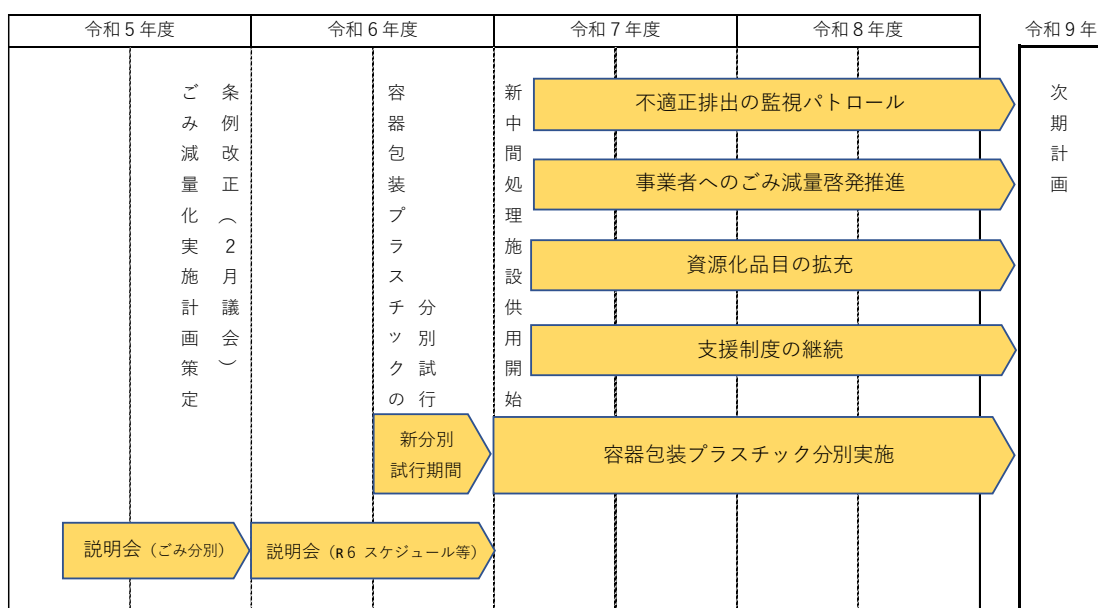 令和５年度
令和６年度
令和７年度
令和８年度
令和９年
条例改正（２月議会）
ごみ減量化実施計画策定
容器包装プラスチックの
分別試行
新中間処理施設供用開始
次期計画
不適正排出の監視パトロール
事業者へのごみ減量啓発推進
資源化品目の拡充
支援制度の継続
新分別
試行期間
容器包装プラスチック分別実施
説明会（ごみ分別）
説明会（R６ スケジュール等）